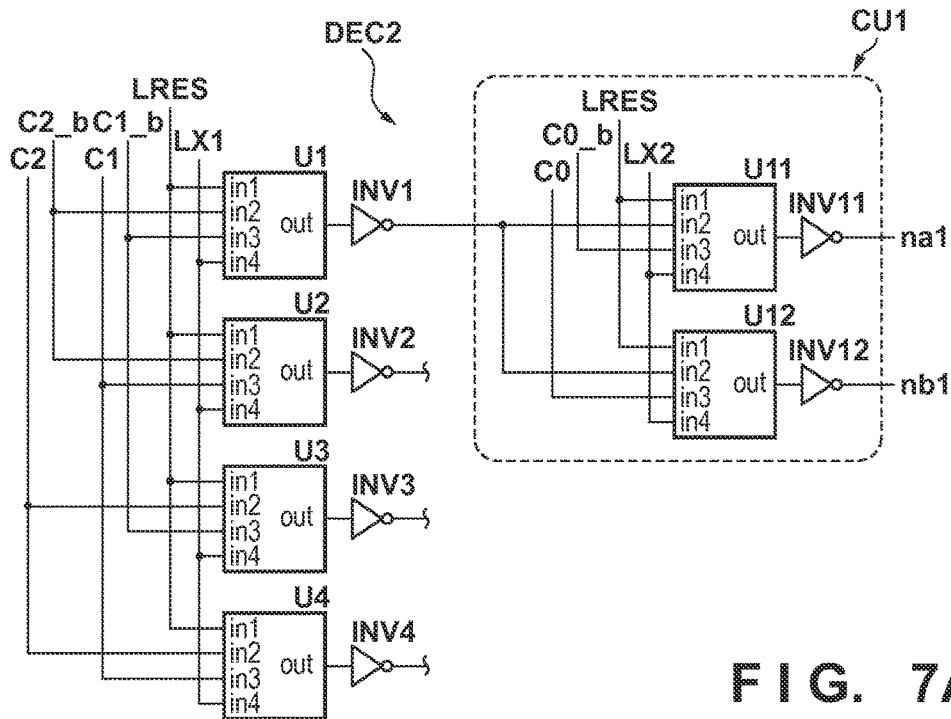 DEC2
CU1
LRES
C2_b C1_b
C2 C1 LX1
U1
in1
in2
in3
in4
out
INV1
U2
in1
in2
in3
in4
out
INV2
U3
in1
in2
in3
in4
out
INV3
U4
in1
in2
in3
in4
out
INV4
LRES
C0_b
C0 LX2
U11
in1
in2
in3
in4
out
INV11
na1
U12
in1
in2
in3
in4
out
INV12
nb1
FIG. 7A